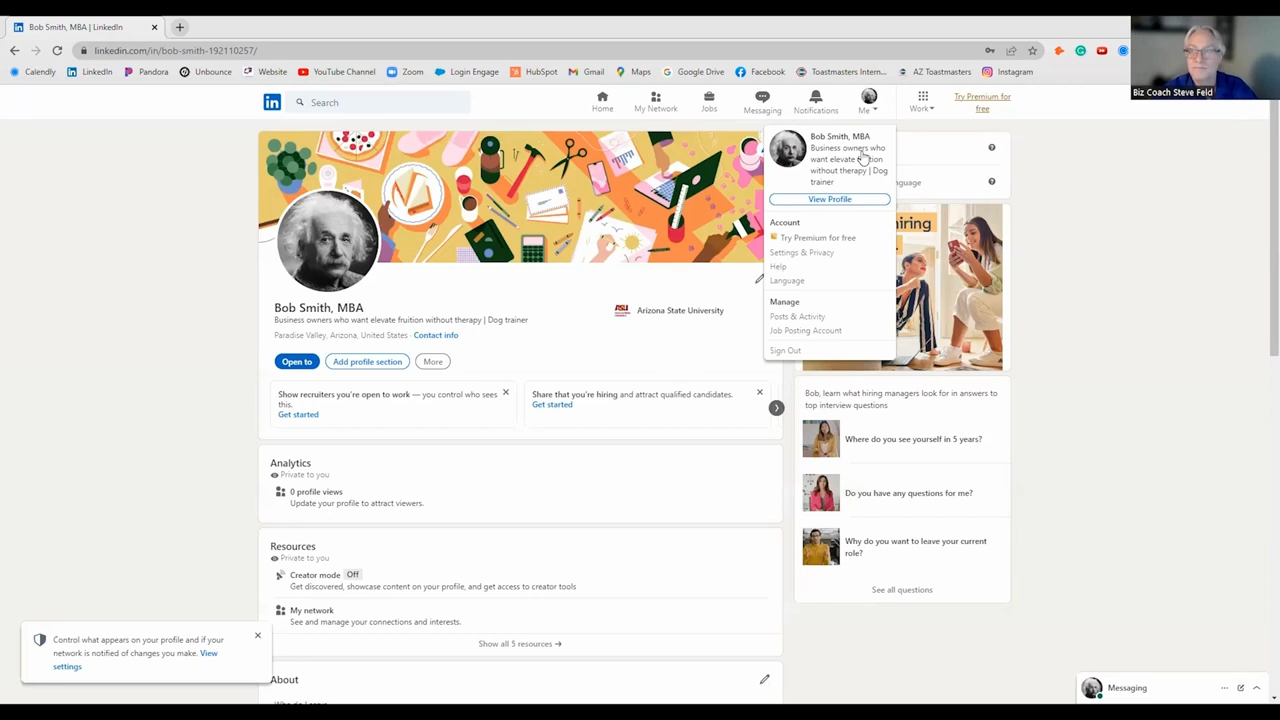 Bob Smith, MBA | LinkedIn
linkedin.com/in/bob-smith-192110257/
Calendly
LinkedIn
Pandora
Unbounce
Website
YouTube Channel
Zoom
Login Engage
HubSpot
Gmail
Maps
Google Drive
Facebook
Toastmasters Intern...
AZ Toastmasters
Instagram
Biz Coach Steve Feld
in
Search
Home
My Network
Jobs
Messaging
Notifications
Me
Work
Try Premium for
free
Bob Smith, MBA
Business owners who
want elevate fruition
without therapy | Dog
trainer
View Profile
Account
Try Premium for free
Settings & Privacy
Help
Language
Manage
Posts & Activity
Job Posting Account
Sign Out
nguage
hiring
Bob Smith, MBA
Business owners who want elevate fruition without therapy | Dog trainer
Paradise Valley, Arizona, United States · Contact info
ASU
Arizona State University
Open to
Add profile section
More
Show recruiters you're open to work — you control who sees
this.
Get started
Share that you're hiring and attract qualified candidates.
Get started
Analytics
Private to you
0 profile views
Update your profile to attract viewers.
Resources
Private to you
Creator mode Off
Get discovered, showcase content on your profile, and get access to creator tools
My network
See and manage your connections and interests.
Show all 5 resources →
About
Bob, learn what hiring managers look for in answers to
top interview questions
Where do you see yourself in 5 years?
Do you have any questions for me?
Why do you want to leave your current
role?
See all questions
Control what appears on your profile and if your
network is notified of changes you make. View
settings
Messaging